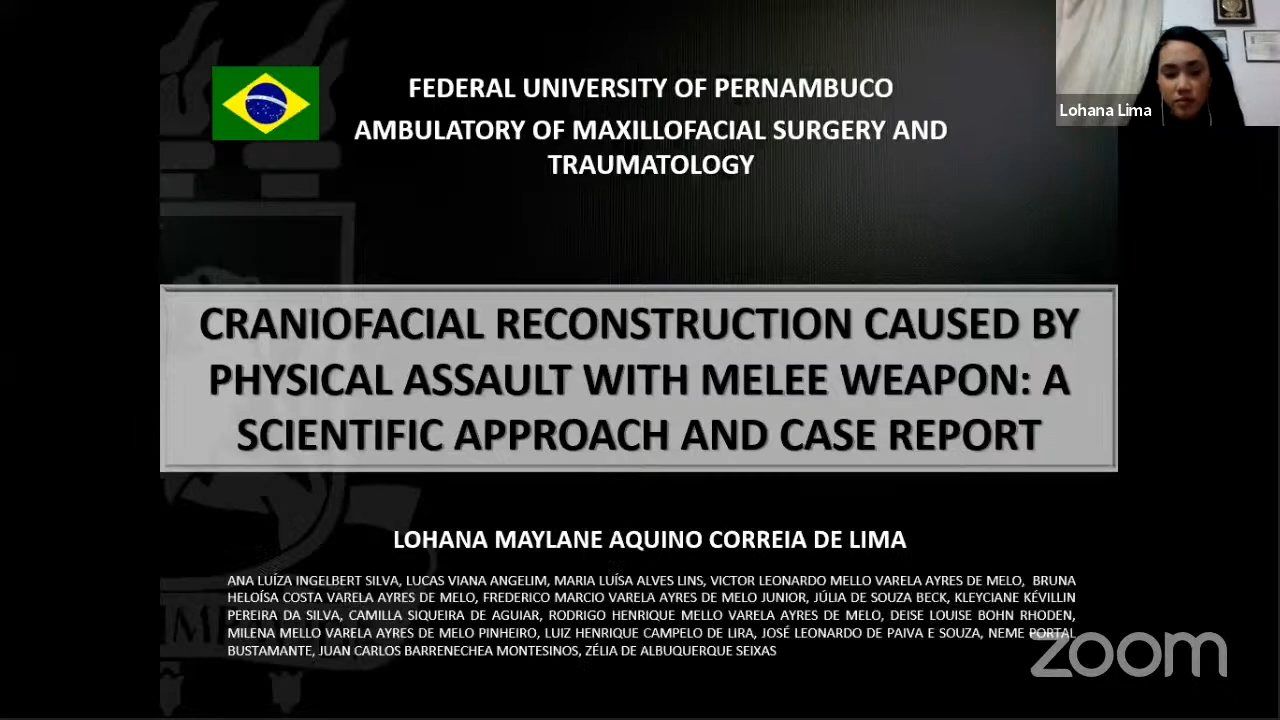 FEDERAL UNIVERSITY OF PERNAMBUCO
AMBULATORY OF MAXILLOFACIAL SURGERY AND
TRAUMATOLOGY
Lohana Lima
CRANIOFACIAL RECONSTRUCTION CAUSED BY
PHYSICAL ASSAULT WITH MELEE WEAPON: A
SCIENTIFIC APPROACH AND CASE REPORT
LOHANA MAYLANE AQUINO CORREIA DE LIMA
ANA LUÍZA INGELBERT SILVA, LUCAS VIANA ANGELIM, MARIA LUÍSA ALVES LINS, VICTOR LEONARDO MELLO VARELA AYRES DE MELO, BRUNA
HELOÍSA COSTA VARELA AYRES DE MELO, FREDERICO MARCIO VARELA AYRES DE MELO JUNIOR, JÚLIA DE SOUZA BECK, KLEYCIANE KÉVILLIN
PEREIRA DA SILVA, CAMILLA SIQUEIRA DE AGUIAR, RODRIGO HENRIQUE MELLO VARELA AYRES DE MELO, DEISE LOUISE BOHN RHODEN,
MILENA MELLO VARELA AYRES DE MELO PINHEIRO, LUIZ HENRIQUE CAMPELO DE LIRA, JOSÉ LEONARDO DE PAIVA E SOUZA, NEME PORTAL
BUSTAMANTE, JUAN CARLOS BARRENECHEA MONTESINOS, ZÉLIA DE ALBUQUERQUE SEIXAS
zoom